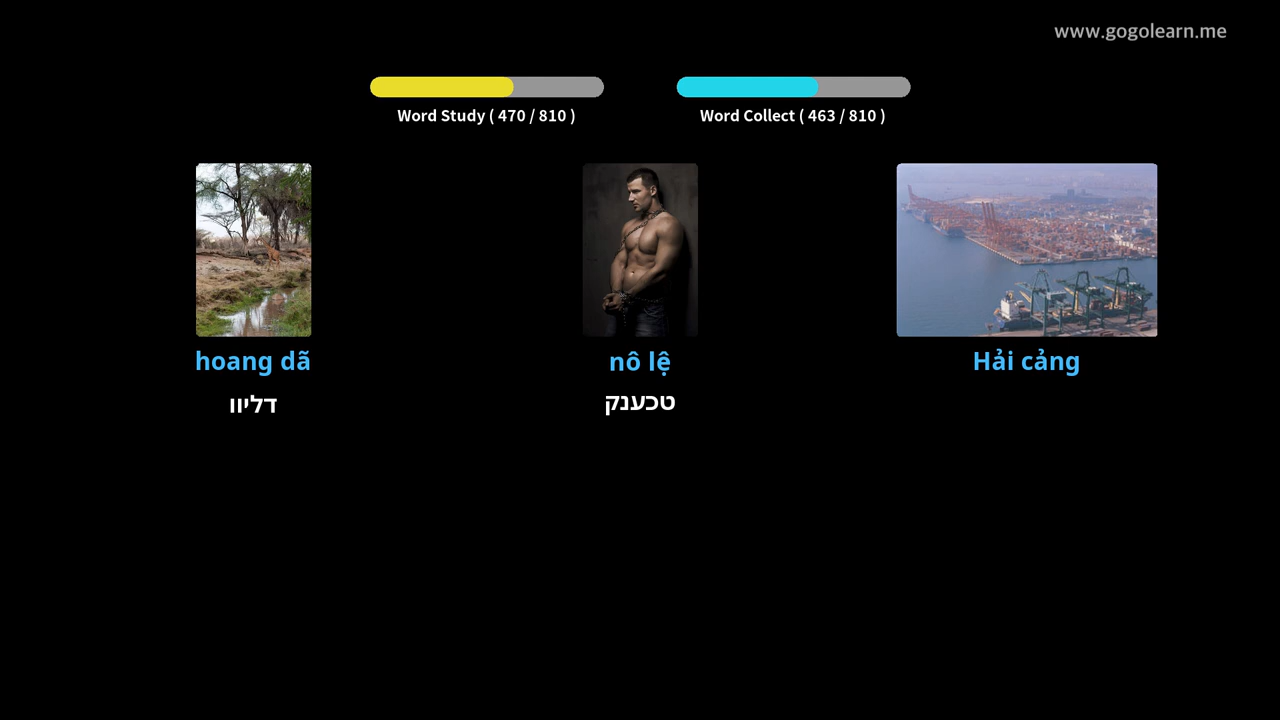 www.gogolearn.me
Word Study ( 470 / 810 )
Word Collect ( 463 / 810 )
hoang dã
nô lệ
Hải cảng
דליוו
טכענק